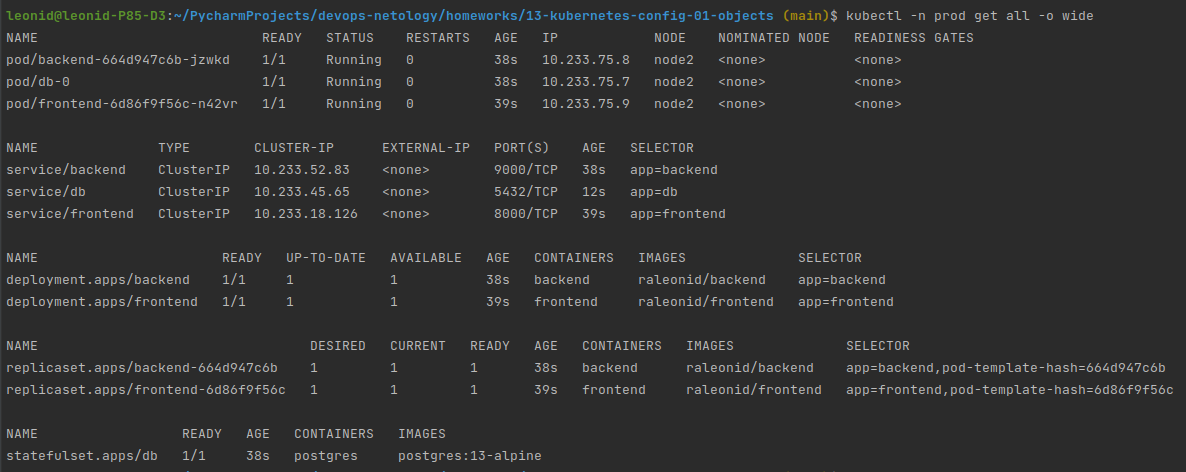 leonid@leonid-P85-D3:~/PycharmProjects/devops-netology/homeworks/13-kubernetes-config-01-objects (main)$ kubectl -n prod get all -o wide
NAME                            READY   STATUS    RESTARTS   AGE   IP            NODE    NOMINATED NODE   READINESS GATES
pod/backend-664d947c6b-jzwkd    1/1     Running   0          38s   10.233.75.8   node2   <none>           <none>
pod/db-0                        1/1     Running   0          38s   10.233.75.7   node2   <none>           <none>
pod/frontend-6d86f9f56c-n42vr   1/1     Running   0          39s   10.233.75.9   node2   <none>           <none>

NAME               TYPE        CLUSTER-IP      EXTERNAL-IP   PORT(S)    AGE   SELECTOR
service/backend    ClusterIP   10.233.52.83    <none>        9000/TCP   38s   app=backend
service/db         ClusterIP   10.233.45.65    <none>        5432/TCP   12s   app=db
service/frontend   ClusterIP   10.233.18.126   <none>        8000/TCP   39s   app=frontend

NAME                       READY   UP-TO-DATE   AVAILABLE   AGE   CONTAINERS   IMAGES              SELECTOR
deployment.apps/backend    1/1     1            1           38s   backend      raleonid/backend    app=backend
deployment.apps/frontend   1/1     1            1           39s   frontend     raleonid/frontend   app=frontend

NAME                                  DESIRED   CURRENT   READY   AGE   CONTAINERS   IMAGES              SELECTOR
replicaset.apps/backend-664d947c6b    1         1         1       38s   backend      raleonid/backend    app=backend,pod-template-hash=664d947c6b
replicaset.apps/frontend-6d86f9f56c   1         1         1       39s   frontend     raleonid/frontend   app=frontend,pod-template-hash=6d86f9f56c

NAME                  READY   AGE   CONTAINERS   IMAGES
statefulset.apps/db   1/1     38s   postgres     postgres:13-alpine